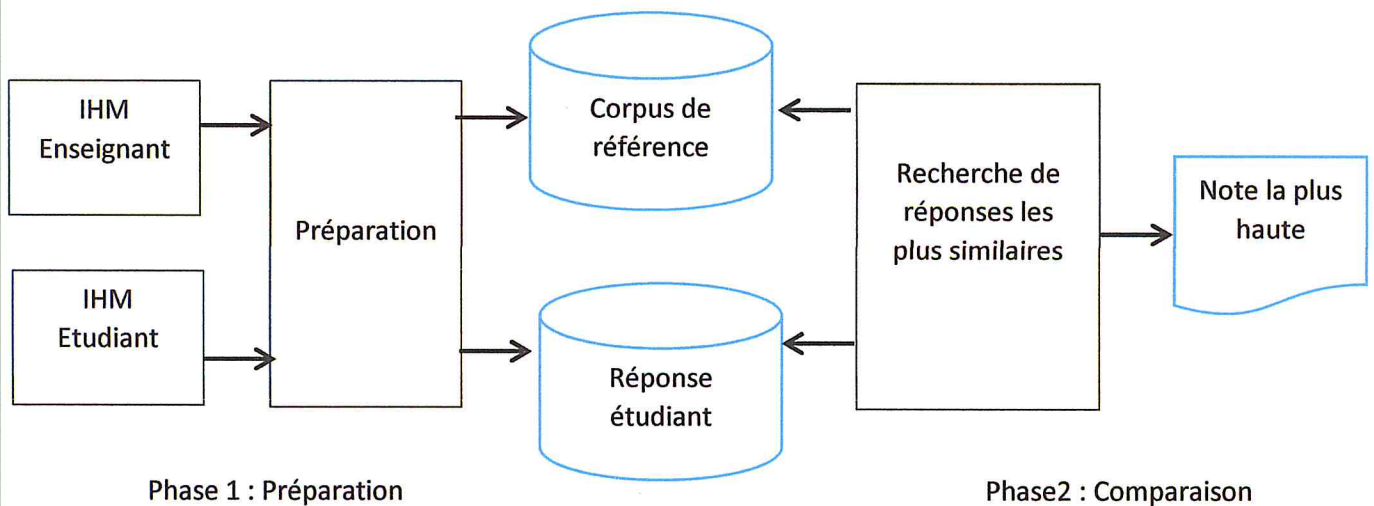 IHM
Enseignant
IHM
Etudiant
Préparation
Corpus de
référence
Réponse
étudiant
Recherche de
réponses les
plus similaires
Note la plus
haute
Phase 1 : Préparation
Phase2 : Comparaison